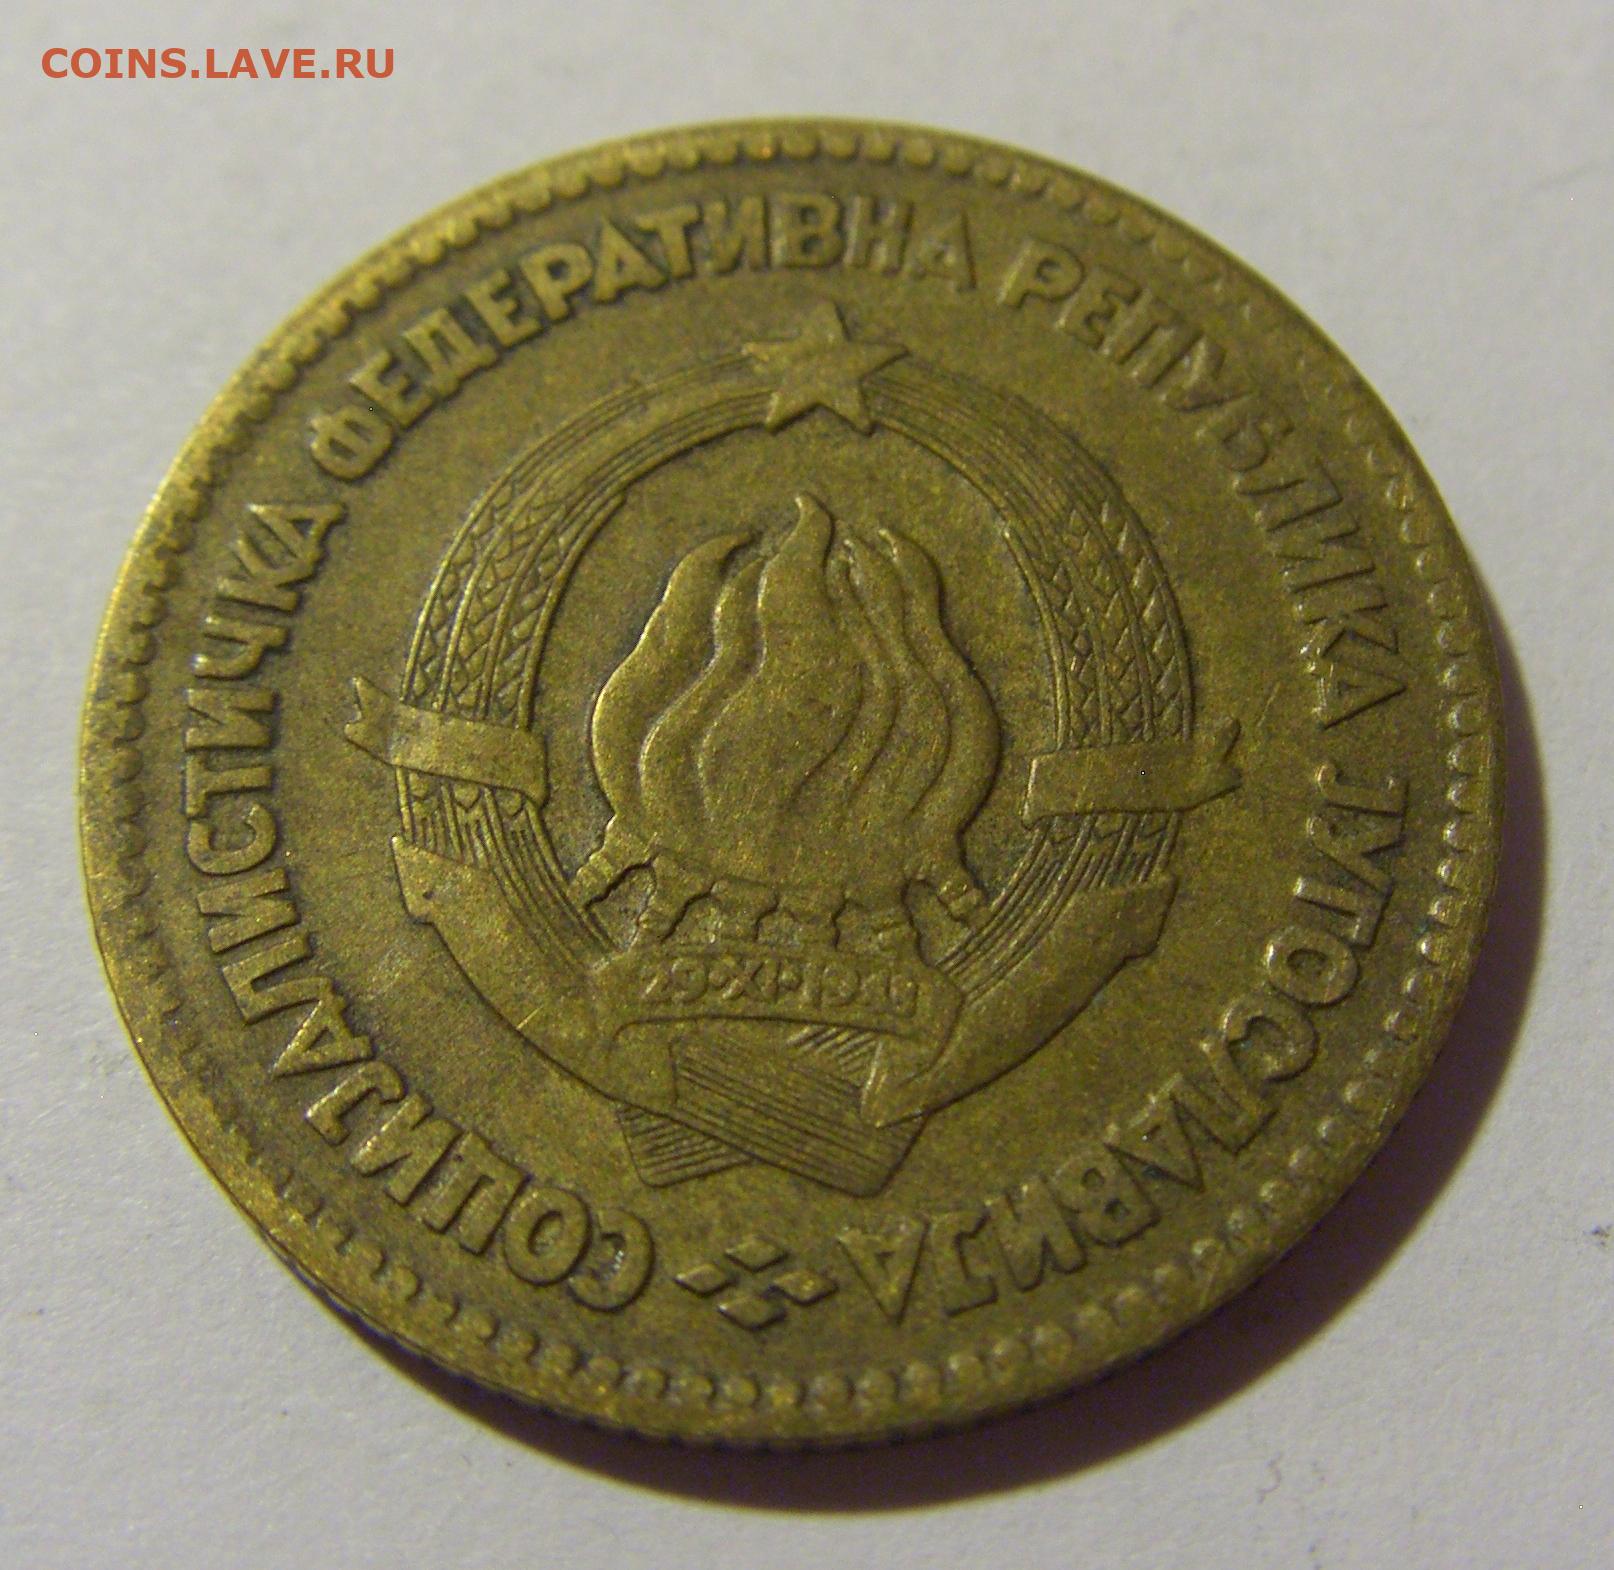 COINS.LAVE.RU
СОЦИЈАЛИСТИЧКА ФЕДЕРАТИВНА РЕПУБЛИКА ЈУГОСЛАВИЈА
29·XI·1943